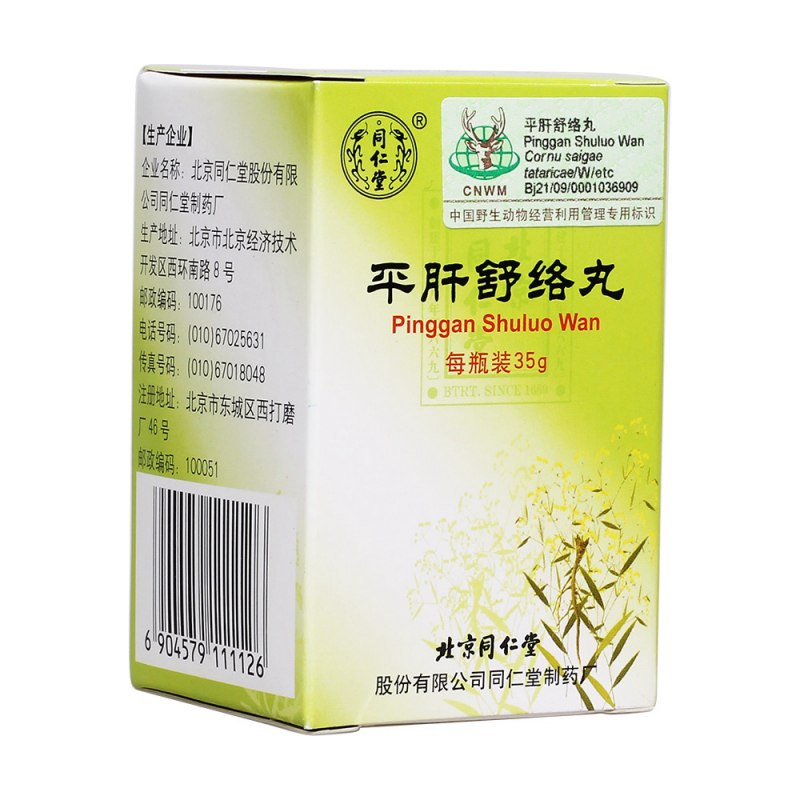 【生产企业】
企业名称：北京同仁堂股份有限
公司同仁堂制药厂
生产地址：北京市北京经济技术
开发区西环南路8号
邮政编码：100176
电话号码：(010)67025631
传真号码：(010)67018048
注册地址：北京市东城区西打磨
厂46号
邮政编码：100051
6 904579 111126
同仁堂
®
CNWM
平肝舒络丸
Pinggan Shuluo Wan
Cornu saigae
tataricae/W/etc
Bj21/09/0001036909
中国野生动物经营利用管理专用标识
平肝舒络丸
Pinggan Shuluo Wan
每瓶装35g
BTRT. SINCE 1669
北京同仁堂
股份有限公司同仁堂制药厂